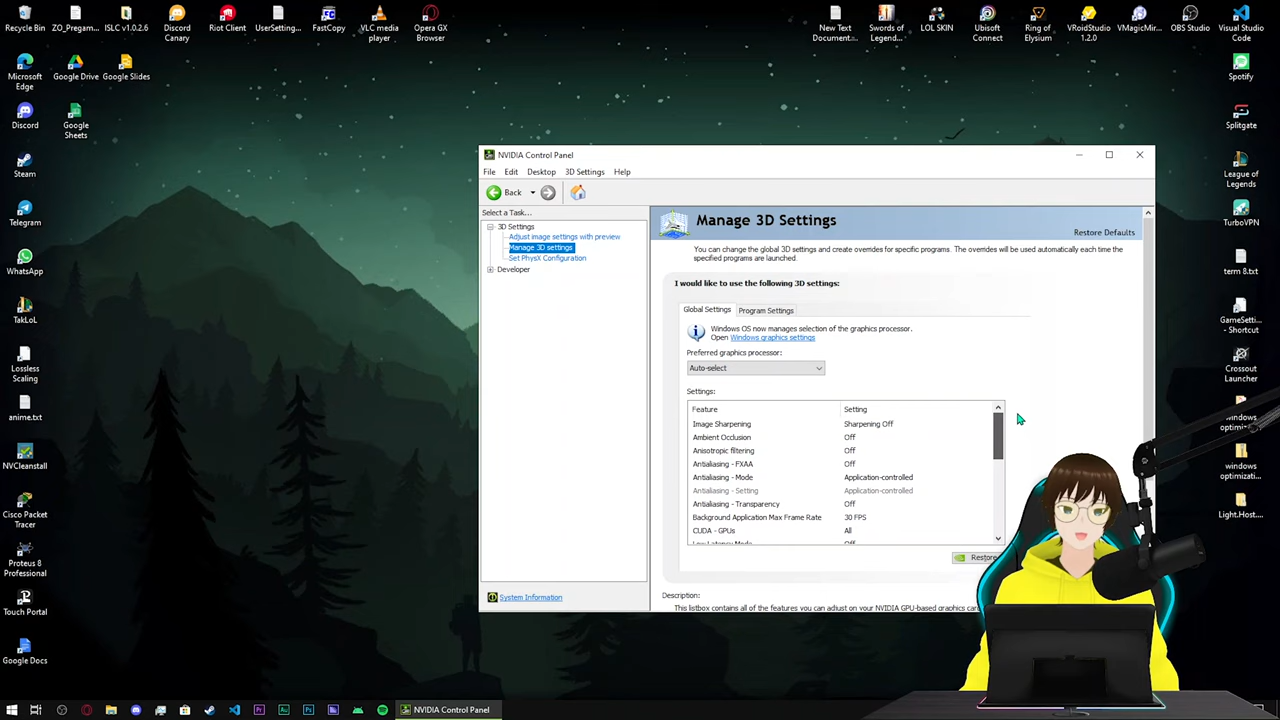 Recycle Bin
ZO_Pregam...
ISLC v1.0.2.6
Discord Canary
Riot Client
UserSetting...
FastCopy
VLC media player
Opera GX Browser
New Text Document...
Swords of Legend...
LOL SKIN
Ubisoft Connect
Ring of Elysium
VRoidStudio 1.2.0
VMagicMir...
OBS Studio
Visual Studio Code
Microsoft Edge
Google Drive
Google Slides
Spotify
Discord
Google Sheets
Splitgate
Steam
League of Legends
Telegram
TurboVPN
WhatsApp
term 8.txt
TakLoL
GameSetti... - Shortcut
Lossless Scaling
Crossout Launcher
anime.txt
windows optimizati...
NVCleanstall
windows optimizati...
Cisco Packet Tracer
Light.Host...
Proteus 8 Professional
Touch Portal
Google Docs
NVIDIA Control Panel
File Edit Desktop 3D Settings Help
Back
Select a Task...
3D Settings
Adjust image settings with preview
Manage 3D settings
Set PhysX Configuration
Developer
System Information
Manage 3D Settings
Restore Defaults
You can change the global 3D settings and create overrides for specific programs. The overrides will be used automatically each time the
specified programs are launched.
I would like to use the following 3D settings:
Global Settings Program Settings
Windows OS now manages selection of the graphics processor.
Open Windows graphics settings
Preferred graphics processor:
Auto-select
Settings:
Feature Setting
Image Sharpening Sharpening Off
Ambient Occlusion Off
Anisotropic filtering Off
Antialiasing - FXAA Off
Antialiasing - Mode Application-controlled
Antialiasing - Setting Application-controlled
Antialiasing - Transparency Off
Background Application Max Frame Rate 30 FPS
CUDA - GPUs All
Low Latency Mode Off
Restore
Description:
This listbox contains all of the features you can adjust on your NVIDIA GPU-based graphics
NVIDIA Control Panel